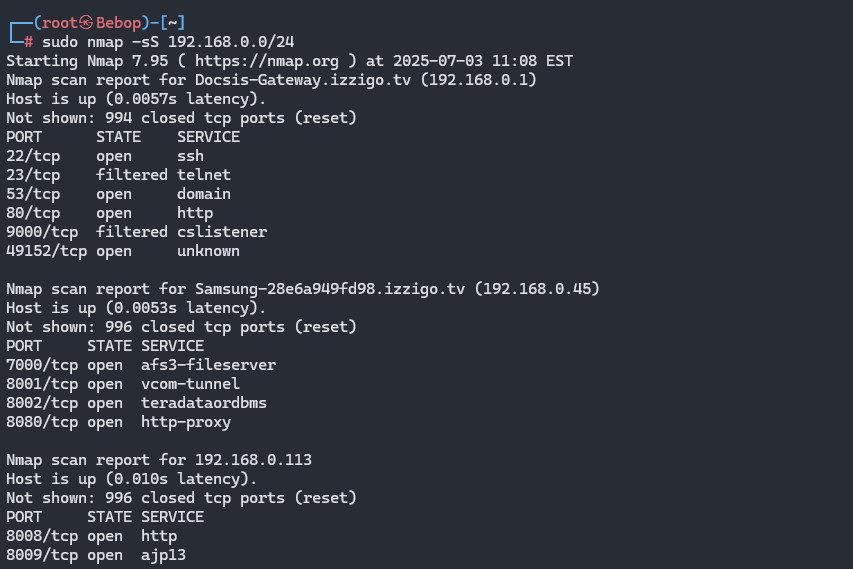 ┌──(root㉿Bebop)-[~]
└─# sudo nmap -sS 192.168.0.0/24
Starting Nmap 7.95 ( https://nmap.org ) at 2025-07-03 11:08 EST
Nmap scan report for Docsis-Gateway.izzigo.tv (192.168.0.1)
Host is up (0.0057s latency).
Not shown: 994 closed tcp ports (reset)
PORT      STATE    SERVICE
22/tcp    open     ssh
23/tcp    filtered telnet
53/tcp    open     domain
80/tcp    open     http
9000/tcp  filtered cslistener
49152/tcp open     unknown

Nmap scan report for Samsung-28e6a949fd98.izzigo.tv (192.168.0.45)
Host is up (0.0053s latency).
Not shown: 996 closed tcp ports (reset)
PORT     STATE SERVICE
7000/tcp open  afs3-fileserver
8001/tcp open  vcom-tunnel
8002/tcp open  teradataordbms
8080/tcp open  http-proxy

Nmap scan report for 192.168.0.113
Host is up (0.010s latency).
Not shown: 996 closed tcp ports (reset)
PORT     STATE SERVICE
8008/tcp open  http
8009/tcp open  ajp13